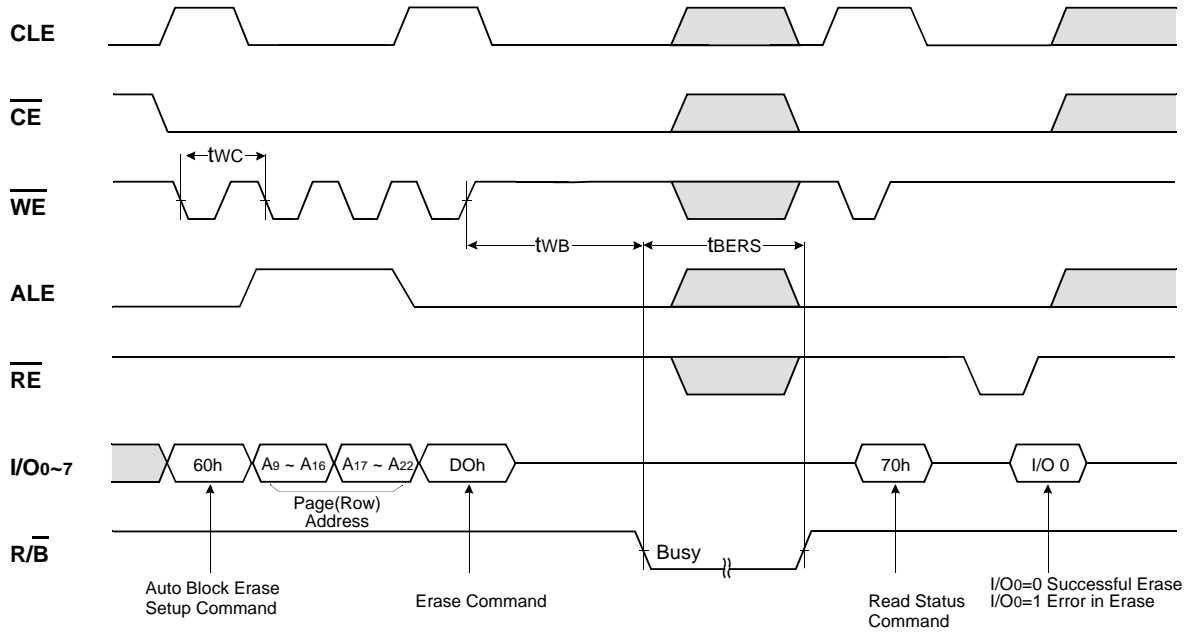 CLE
CE
tWC
WE
tWB
tBERS
ALE
RE
I/O0~7
60h
A9 ~ A16
A17 ~ A22
DOh
70h
I/O 0
Page(Row)
Address
R/B
Busy
Auto Block Erase
Setup Command
Erase Command
Read Status
Command
I/O0=0 Successful Erase
I/O0=1 Error in Erase